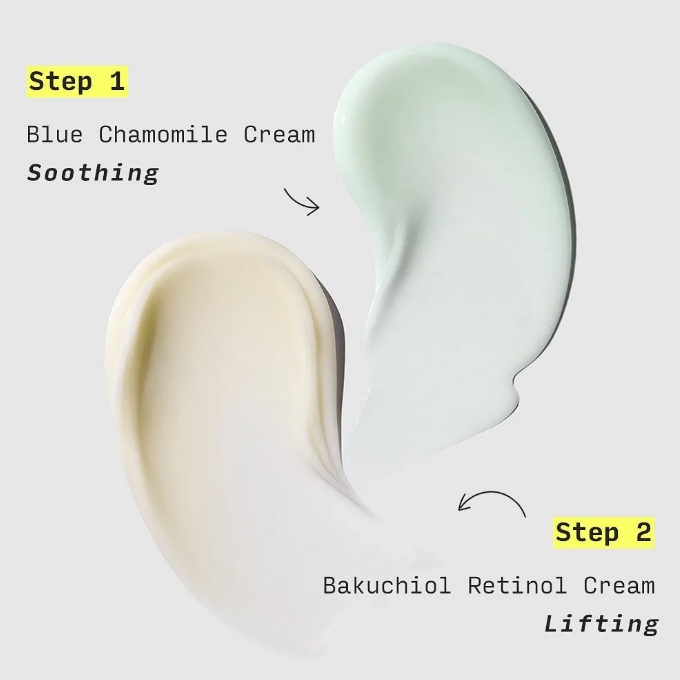 Step 1
Blue Chamomile Cream
Soothing
Step 2
Bakuchiol Retinol Cream
Lifting